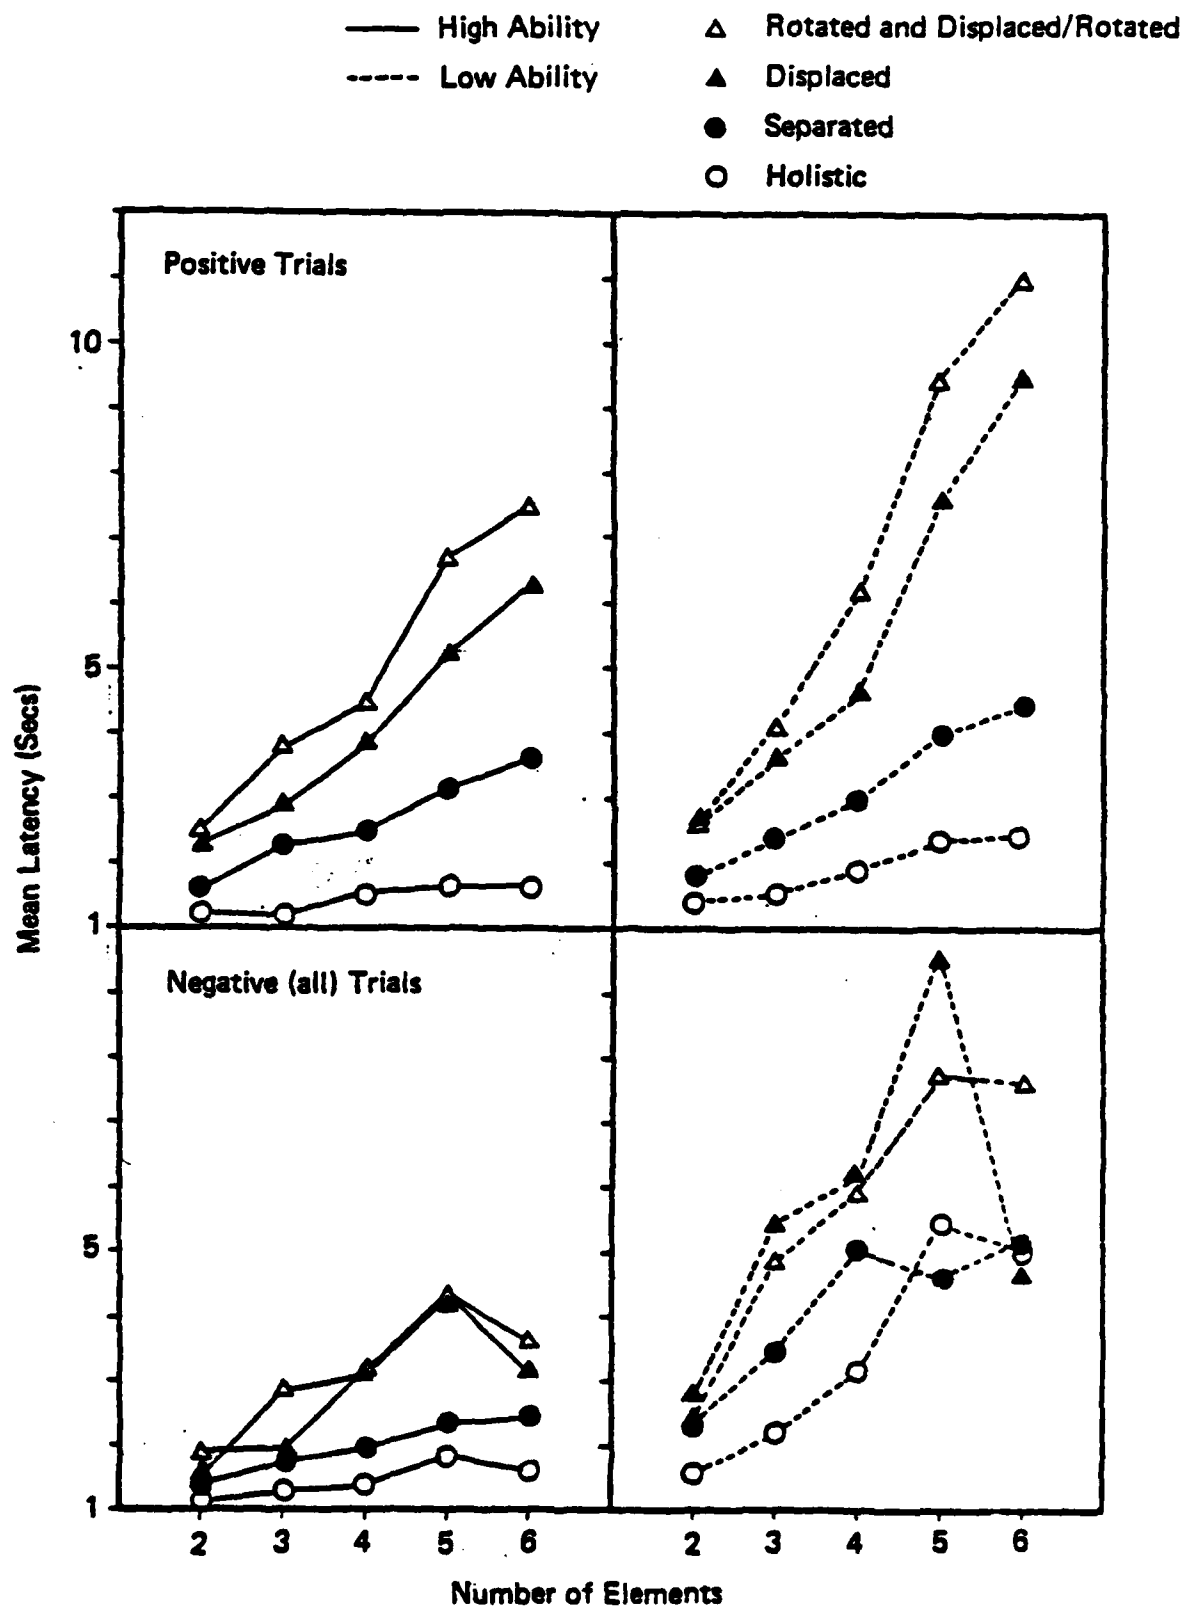 High Ability
Low Ability
Rotated and Displaced/Rotated
Displaced
Separated
Holistic
Positive Trials
10
5
1
Mean Latency (Secs)
Negative (all) Trials
5
1
2 3 4 5 6 2 3 4 5 6
Number of Elements